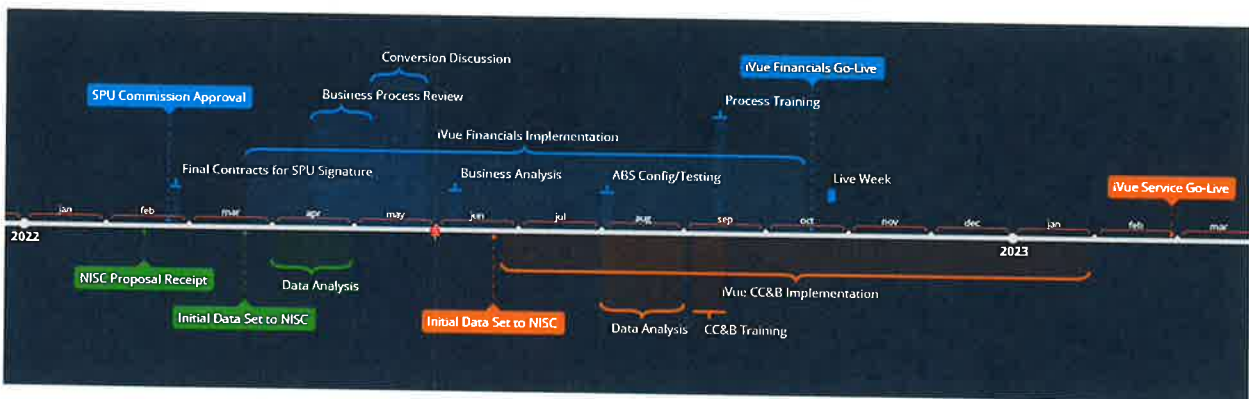 Conversion Discussion
iVue Financials Go-Live
SPU Commission Approval
Business Process Review
Process Training
iVue Financials Implementation
Final Contracts for SPU Signature
Business Analysis
ABS Config/Testing
Live Week
iVue Service Go-Live
jan feb mar apr may jun jul aug sep oct nov dec jan feb mar
2022 2023
NISC Proposal Receipt
Data Analysis
iVue CC&B Implementation
Initial Data Set to NISC
Initial Data Set to NISC
Data Analysis
CC&B Training